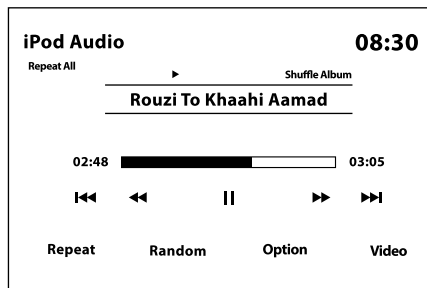 iPod Audio 08:30
Repeat All Shuffle Album
Rouzi To Khaahi Aamad
02:48 03:05
Repeat Random Option Video